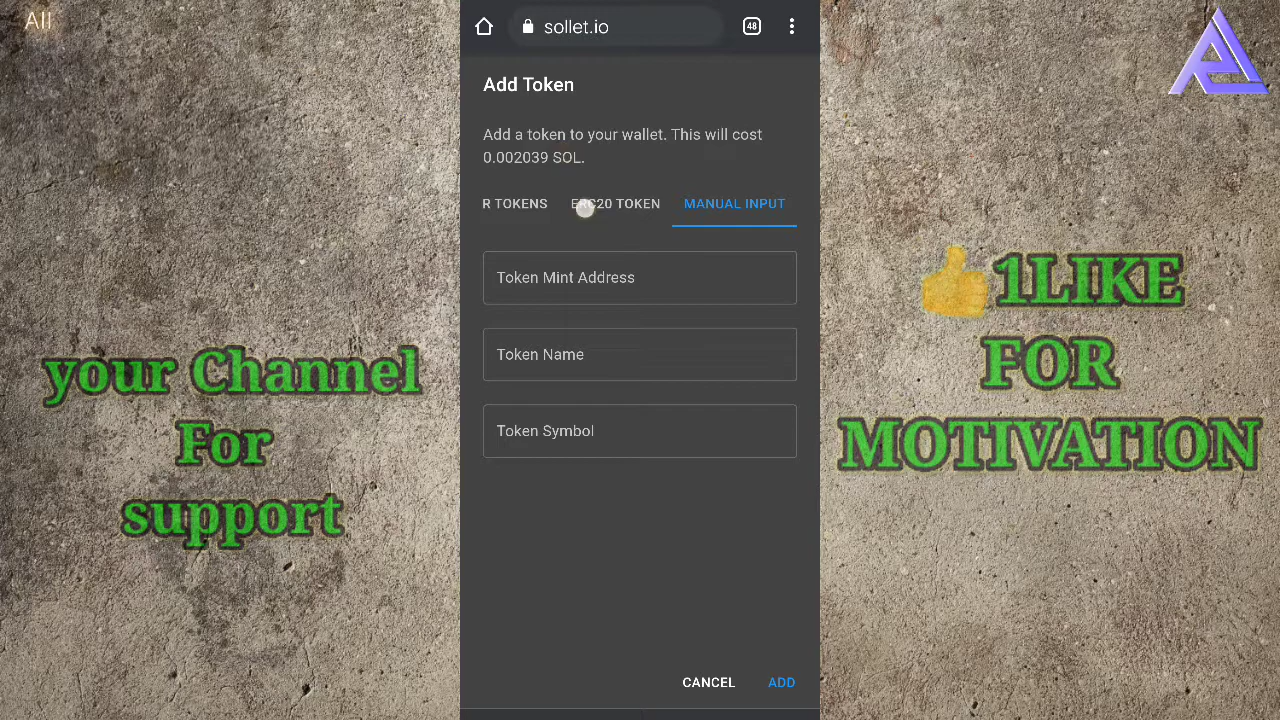 All
sollet.io
48
Add Token
Add a token to your wallet. This will cost
0.002039 SOL.
R TOKENS
ERC20 TOKEN
MANUAL INPUT
Token Mint Address
Token Name
Token Symbol
CANCEL
ADD
your Channel
For
support
👍1LIKE
FOR
MOTIVATION